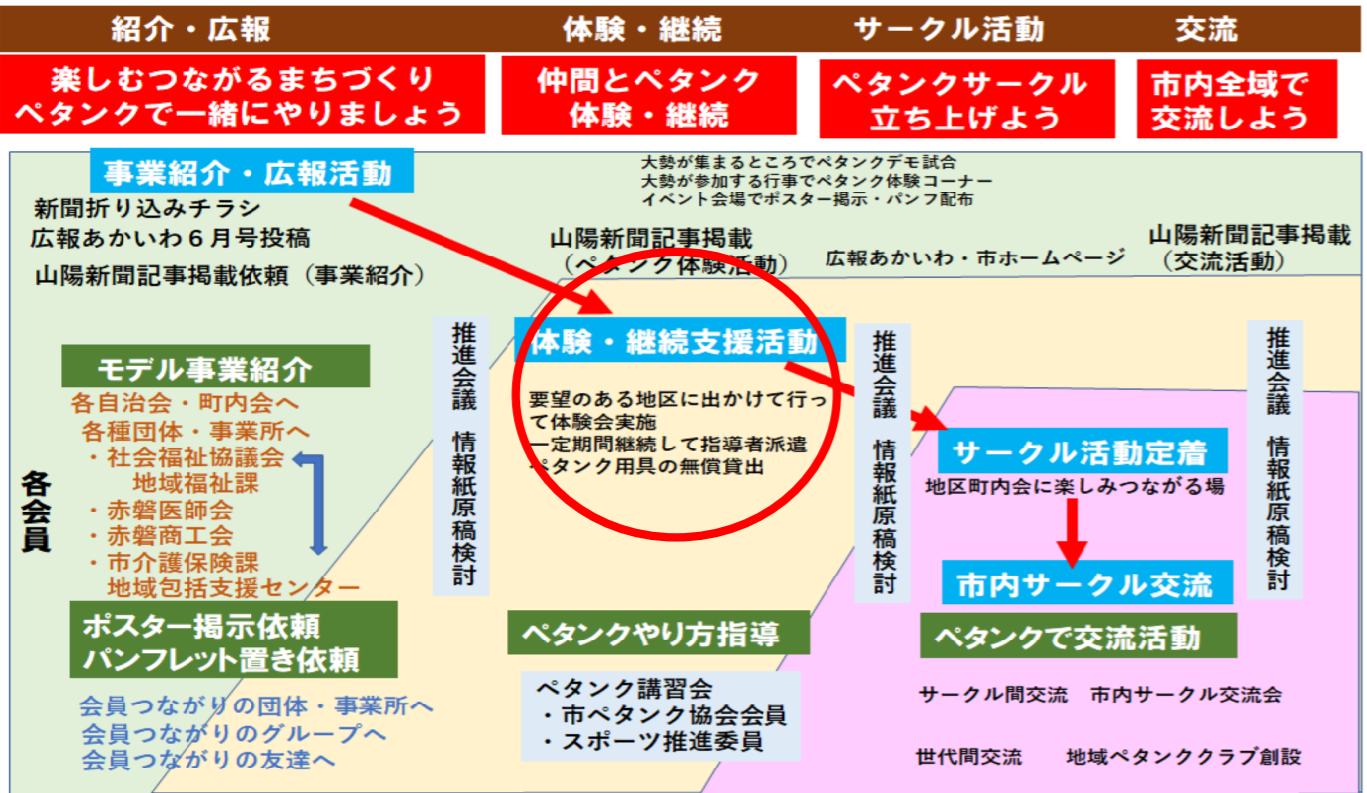 紹介・広報
体験・継続
サークル活動
交流
楽しむつながるまちづくり
ペタンクで一緒にやりましょう
仲間とペタンク
体験・継続
ペタンクサークル
立ち上げよう
市内全域で
交流しよう
事業紹介・広報活動
新聞折り込みチラシ
広報あかいわ６月号投稿
山陽新聞記事掲載依頼（事業紹介）
大勢が集まるところでペタンクデモ試合
大勢が参加する行事でペタンク体験コーナー
イベント会場でポスター掲示・パンフ配布
山陽新聞記事掲載
（ペタンク体験活動）
広報あかいわ・市ホームページ
山陽新聞記事掲載
（交流活動）
各会員
モデル事業紹介
各自治会・町内会へ
各種団体・事業所へ
・社会福祉協議会
地域福祉課
・赤磐医師会
・赤磐商工会
・市介護保険課
地域包括支援センター
ポスター掲示依頼
パンフレット置き依頼
会員つながりの団体・事業所へ
会員つながりのグループへ
会員つながりの友達へ
推進会議　情報紙原稿検討
体験・継続支援活動
要望のある地区に出かけて行っ
て体験会実施
一定期間継続して指導者派遣
ペタンク用具の無償貸出
ペタンクやり方指導
ペタンク講習会
・市ペタンク協会会員
・スポーツ推進委員
推進会議　情報紙原稿検討
サークル活動定着
地区町内会に楽しみつながる場
市内サークル交流
ペタンクで交流活動
サークル間交流　市内サークル交流会
世代間交流　地域ペタンククラブ創設
推進会議　情報紙原稿検討